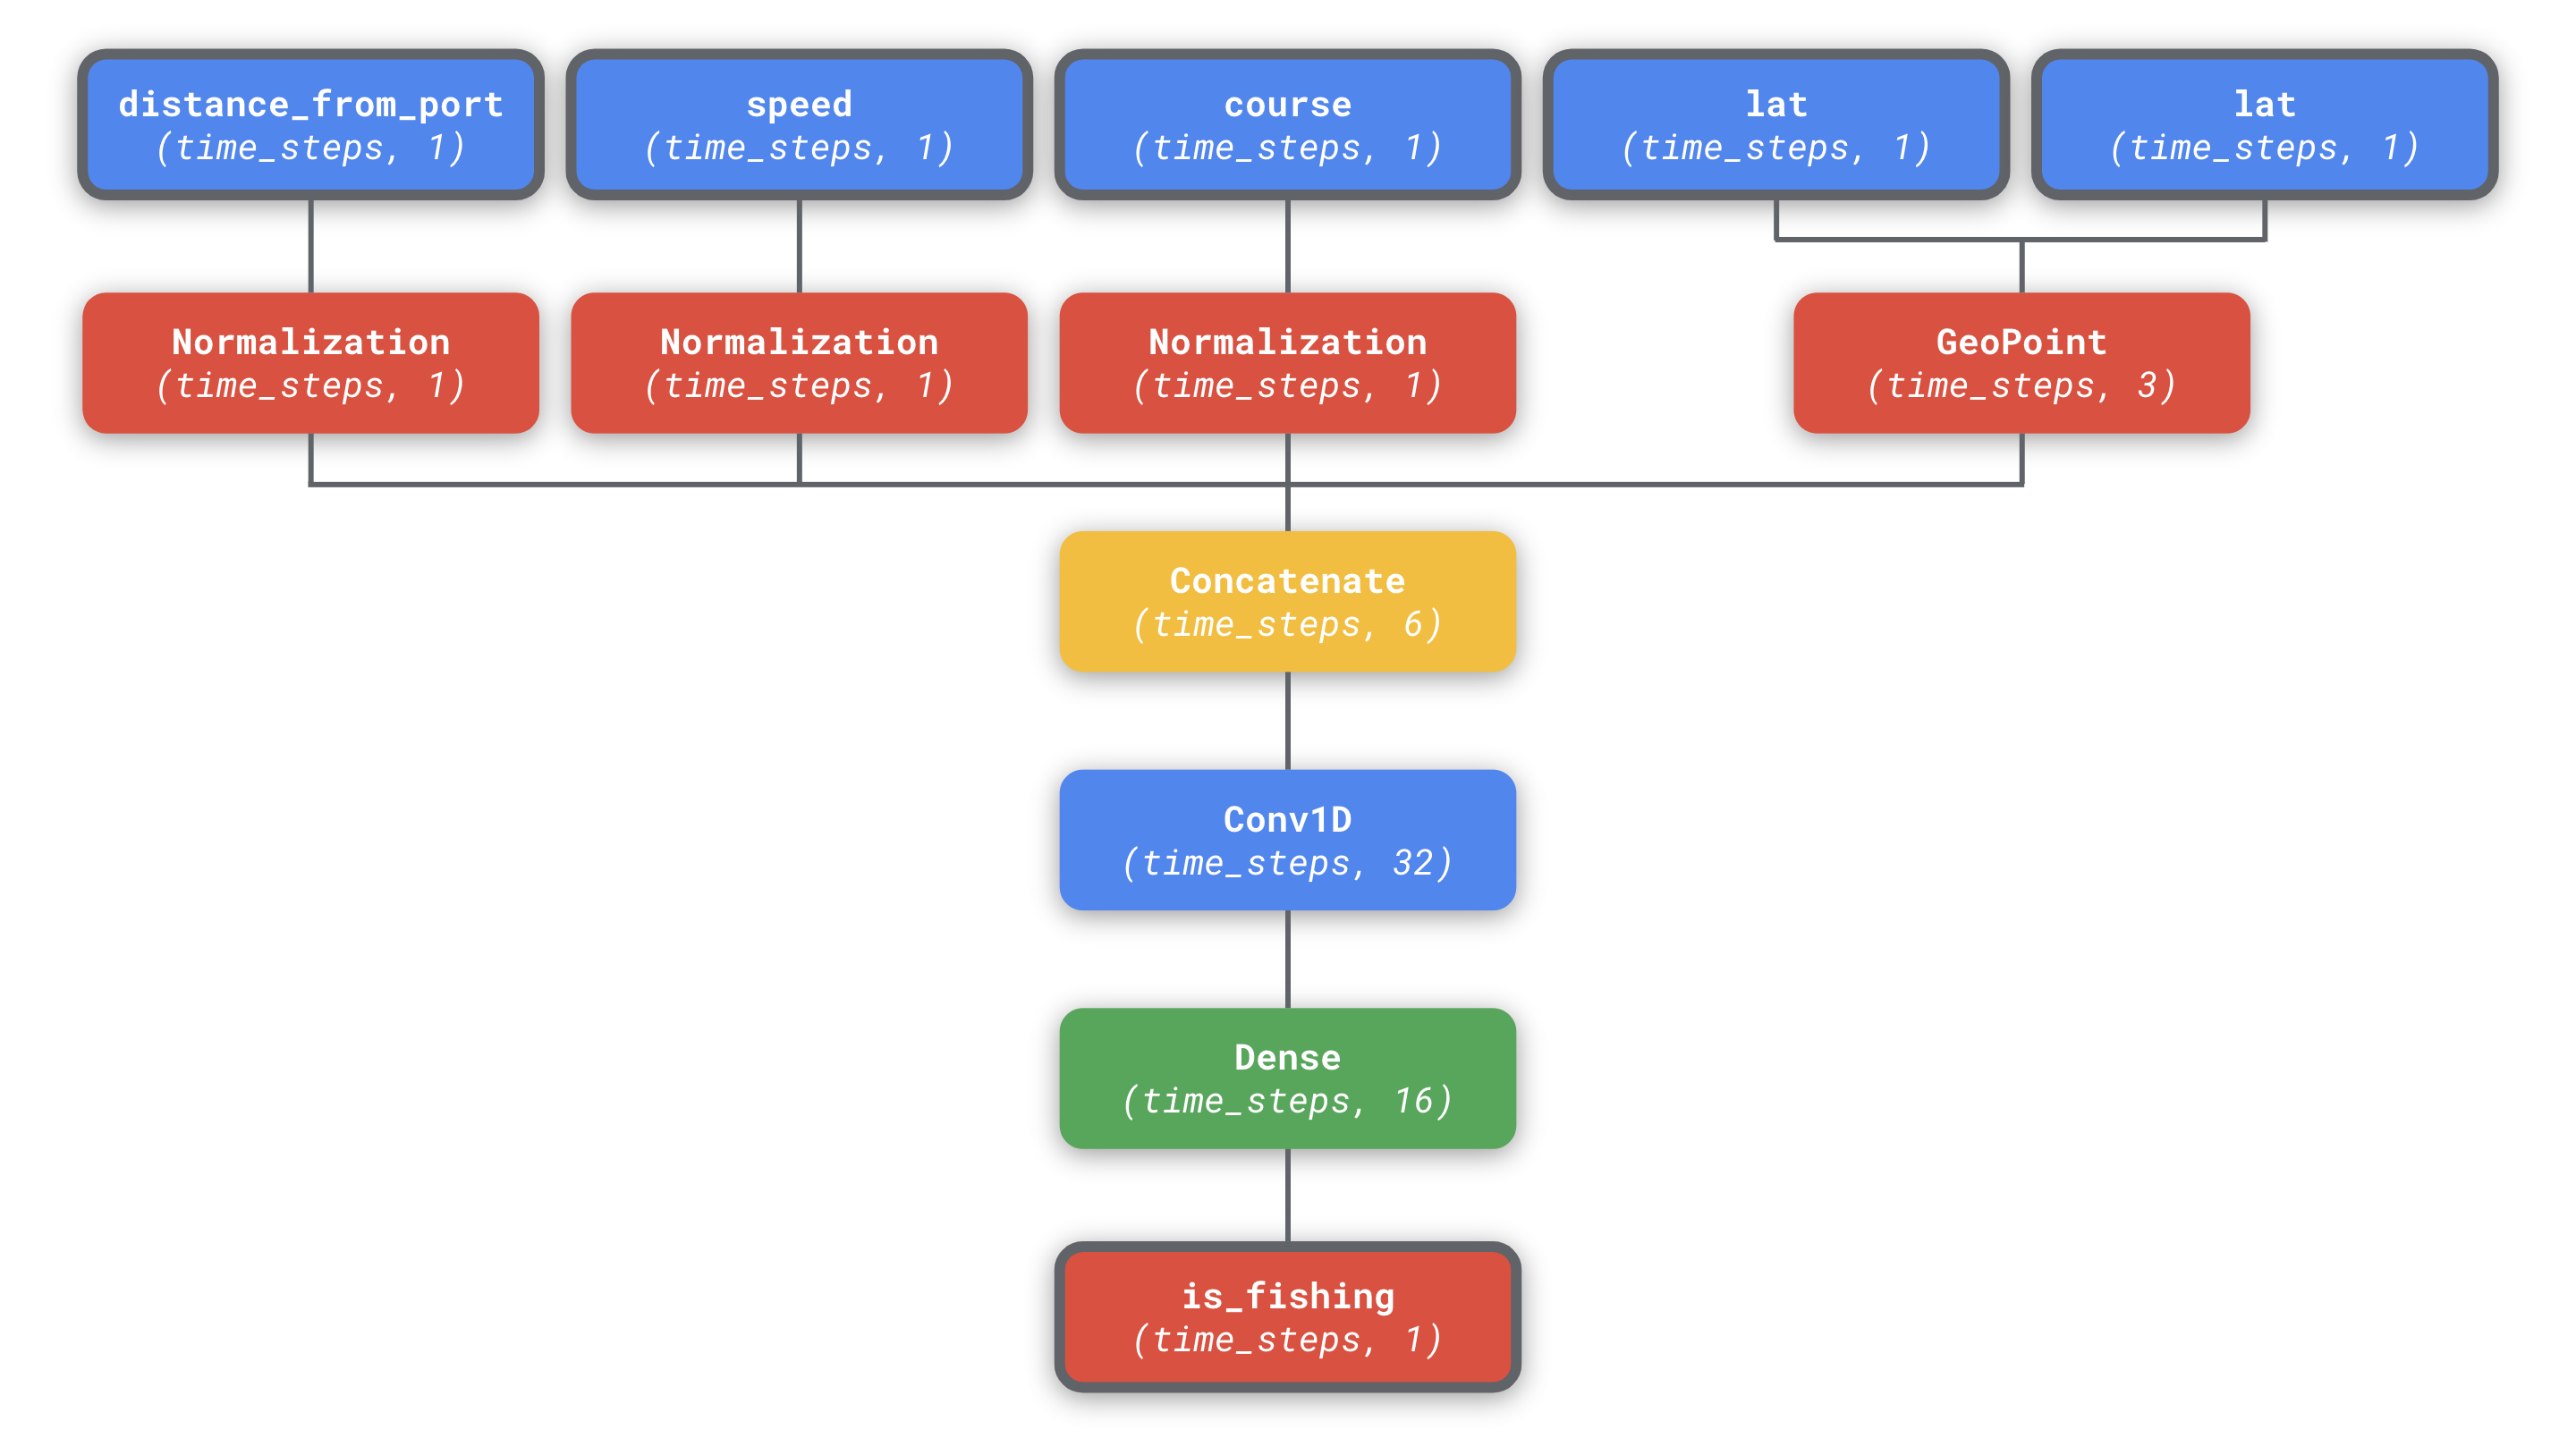 distance_from_port
(time_steps, 1)
speed
(time_steps, 1)
course
(time_steps, 1)
lat
(time_steps, 1)
lat
(time_steps, 1)
Normalization
(time_steps, 1)
Normalization
(time_steps, 1)
Normalization
(time_steps, 1)
GeoPoint
(time_steps, 3)
Concatenate
(time_steps, 6)
Conv1D
(time_steps, 32)
Dense
(time_steps, 16)
is_fishing
(time_steps, 1)